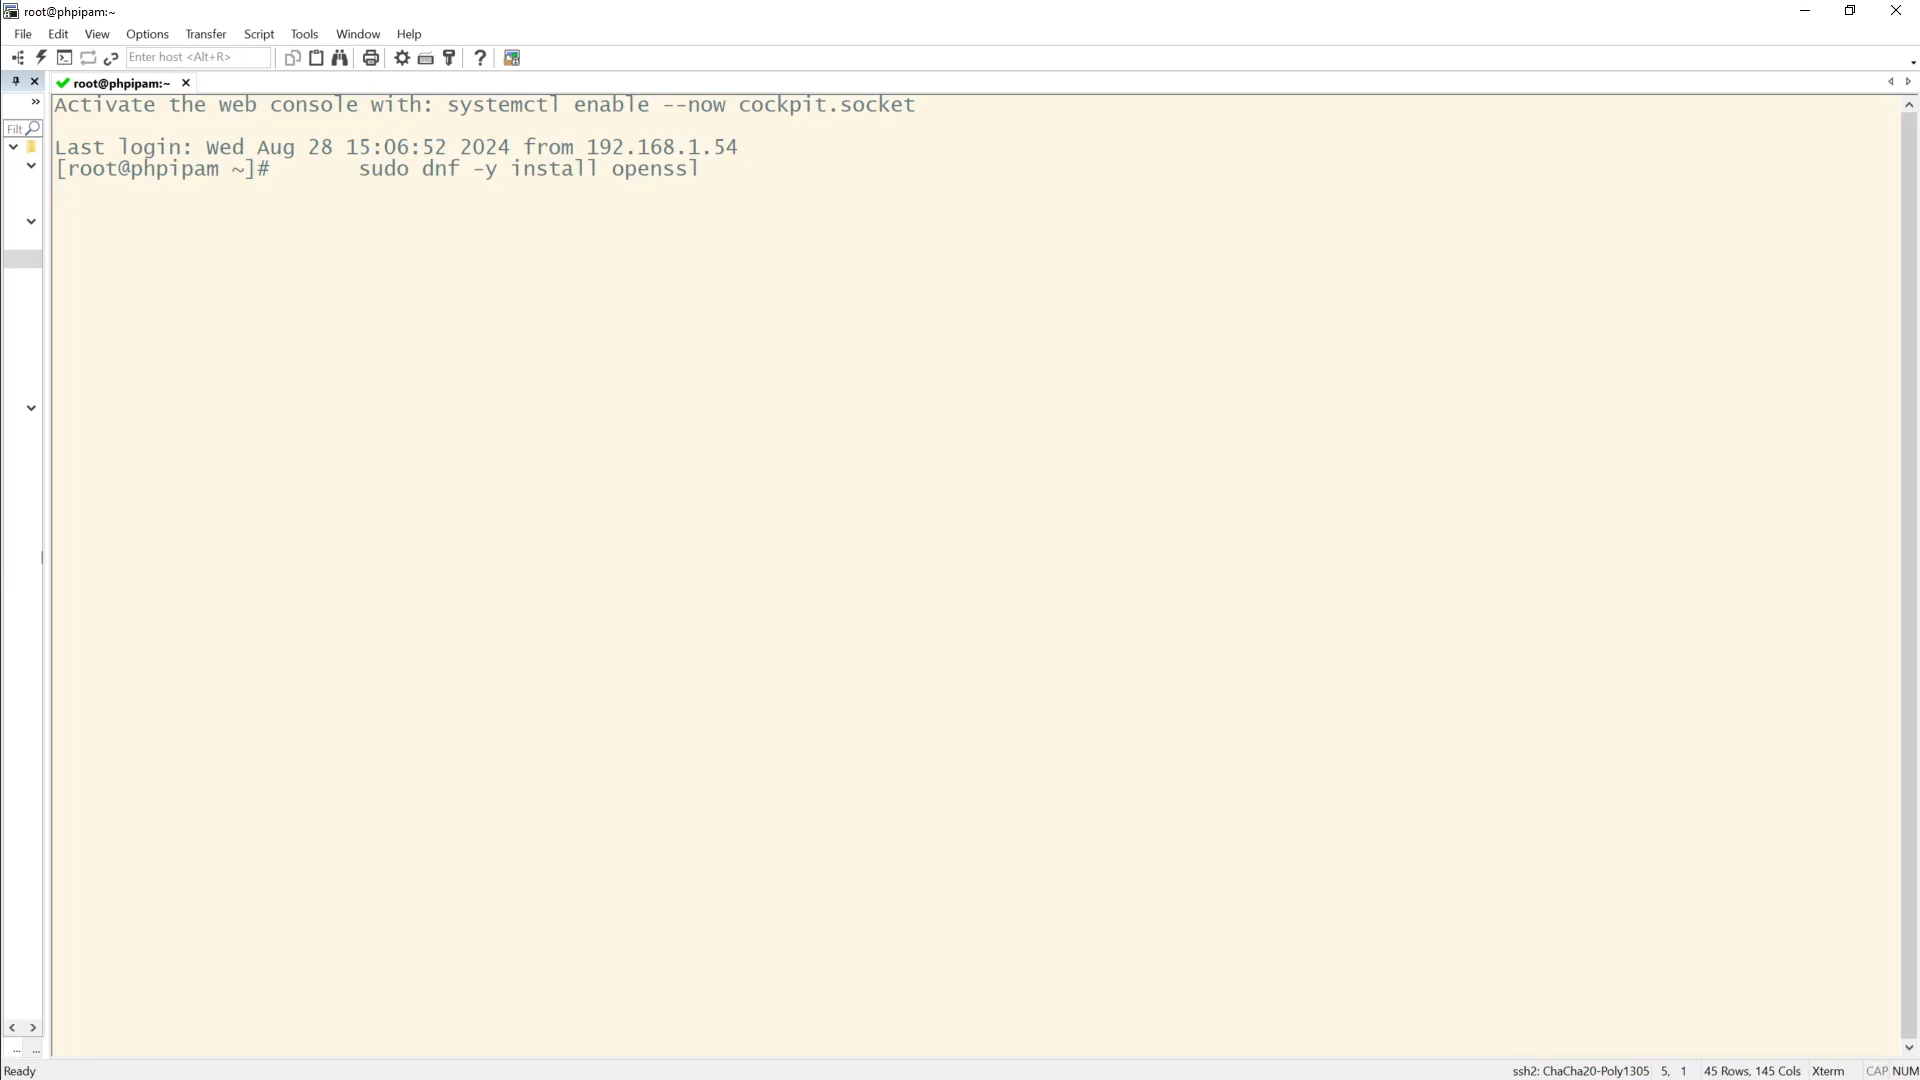 root@phpipam:~
File Edit View Options Transfer Script Tools Window Help
Enter host <Alt+R>
root@phpipam:~
Filt
Activate the web console with: systemctl enable --now cockpit.socket
Last login: Wed Aug 28 15:06:52 2024 from 192.168.1.54
[root@phpipam ~]#       sudo dnf -y install openssl
... ...
Ready ssh2: ChaCha20-Poly1305 5, 1 45 Rows, 145 Cols Xterm CAP NUM